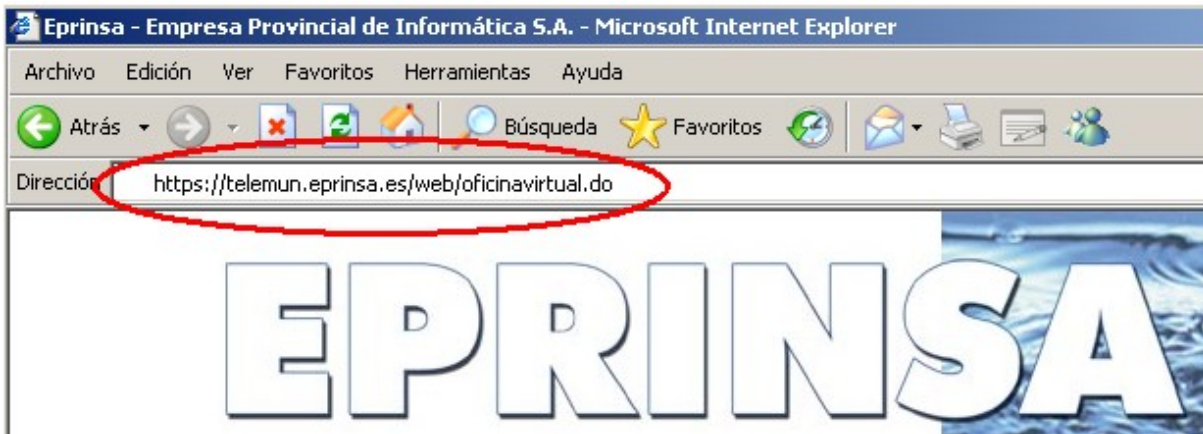 Eprinsa - Empresa Provincial de Informática S.A. - Microsoft Internet Explorer
Archivo Edición Ver Favoritos Herramientas Ayuda
Atrás Búsqueda Favoritos
Dirección https://telemun.eprinsa.es/web/oficinavirtual.do
EPRINSA